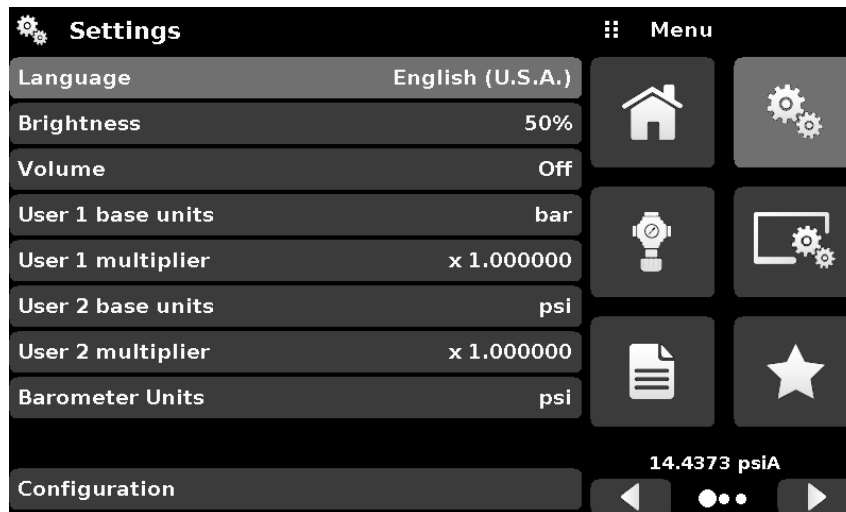 Settings
Language English (U.S.A.)
Brightness 50%
Volume Off
User 1 base units bar
User 1 multiplier x 1.000000
User 2 base units psi
User 2 multiplier x 1.000000
Barometer Units psi
Configuration
Menu
14.4373 psiA